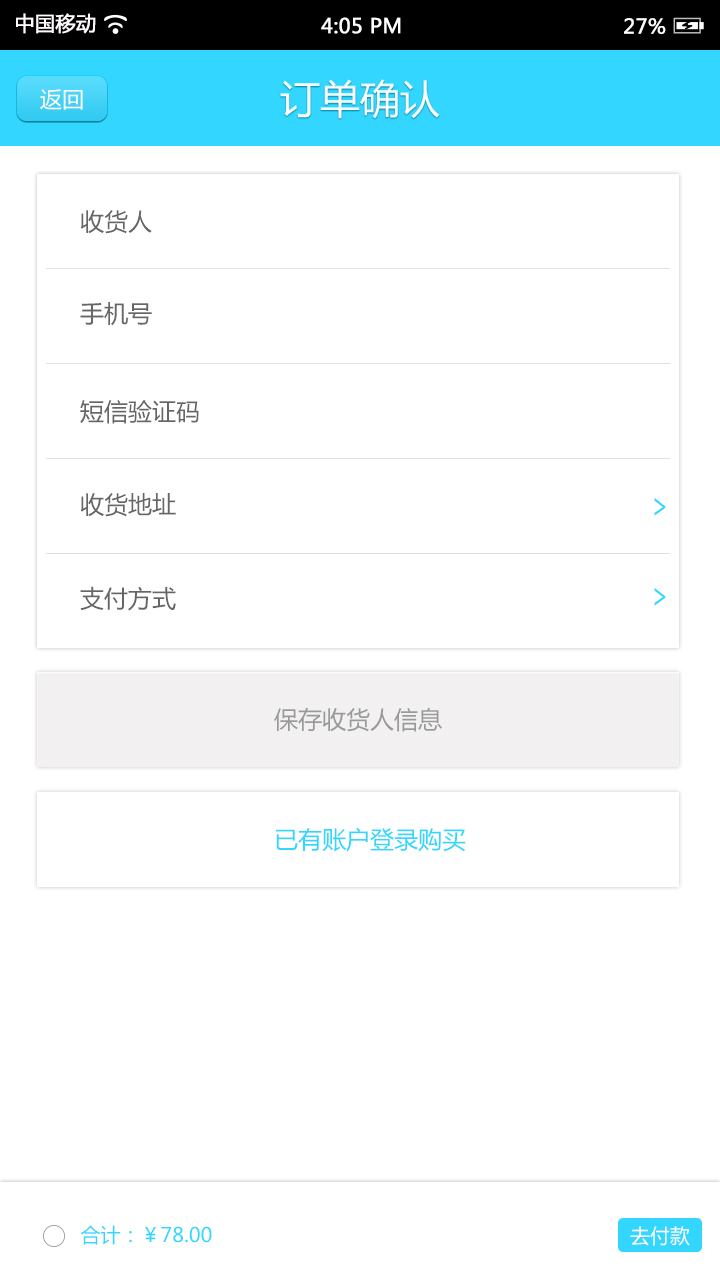 中国移动 4:05 PM 27%
返回 订单确认
收货人
手机号
短信验证码
收货地址
支付方式
保存收货人信息
已有账户登录购买
合计：￥78.00 去付款